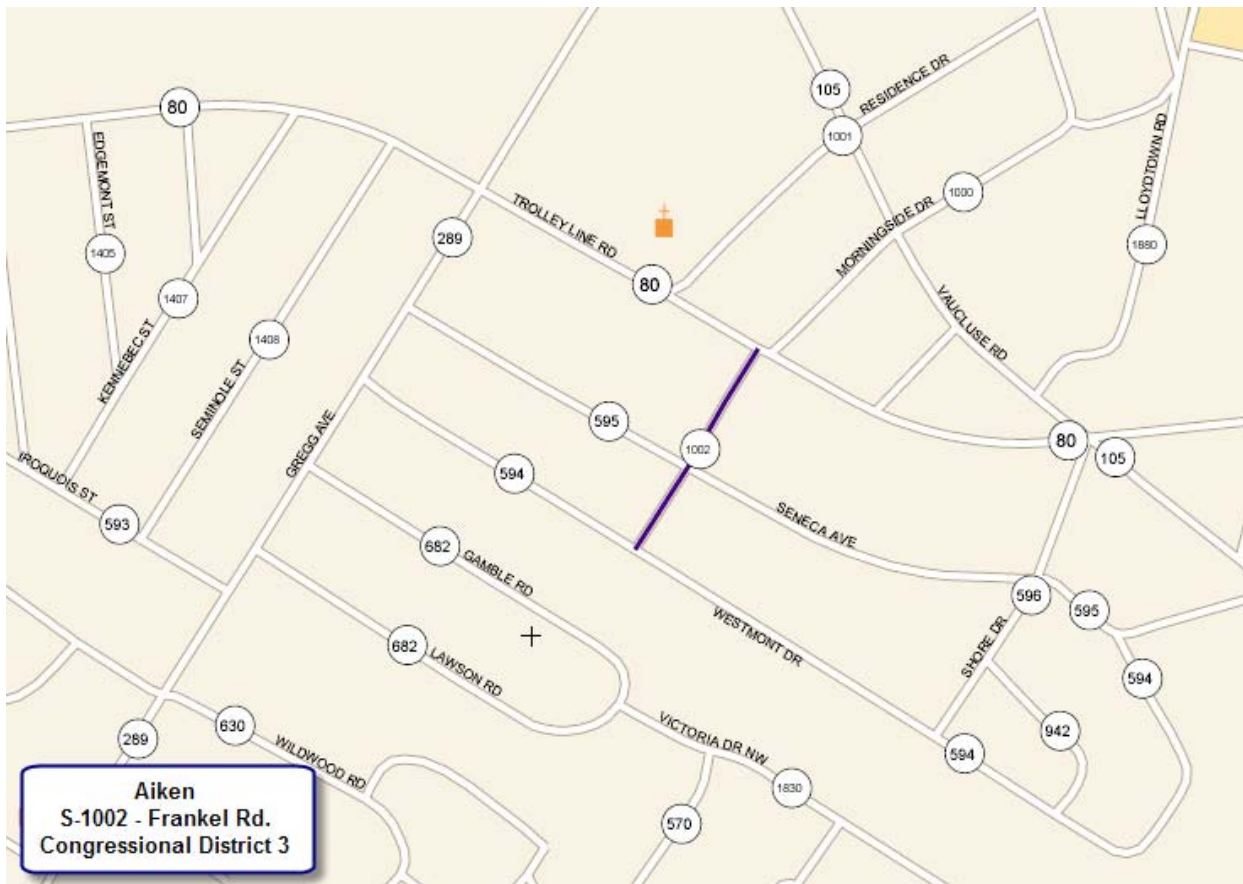 80
105
RESIDENCE DR
1001
EDGEMONT ST
LLOYDTOWN RD
1000
TROLLEY LINE RD
MORNINGSIDE DR
289
1405
1880
80
1407
VAUCLUSE RD
KENNEBEC ST
1408
SEMINOLE ST
595
GREGG AVE
1002
80
105
IROQUOIS ST
594
593
SENECA AVE
682
GAMBLE RD
596
595
WESTMONT DR
682
LAWSON RD
SHORE DR
594
VICTORIA DR NW
630
942
289
WILDWOOD RD
594
1830
570
Aiken
S-1002 - Frankel Rd.
Congressional District 3